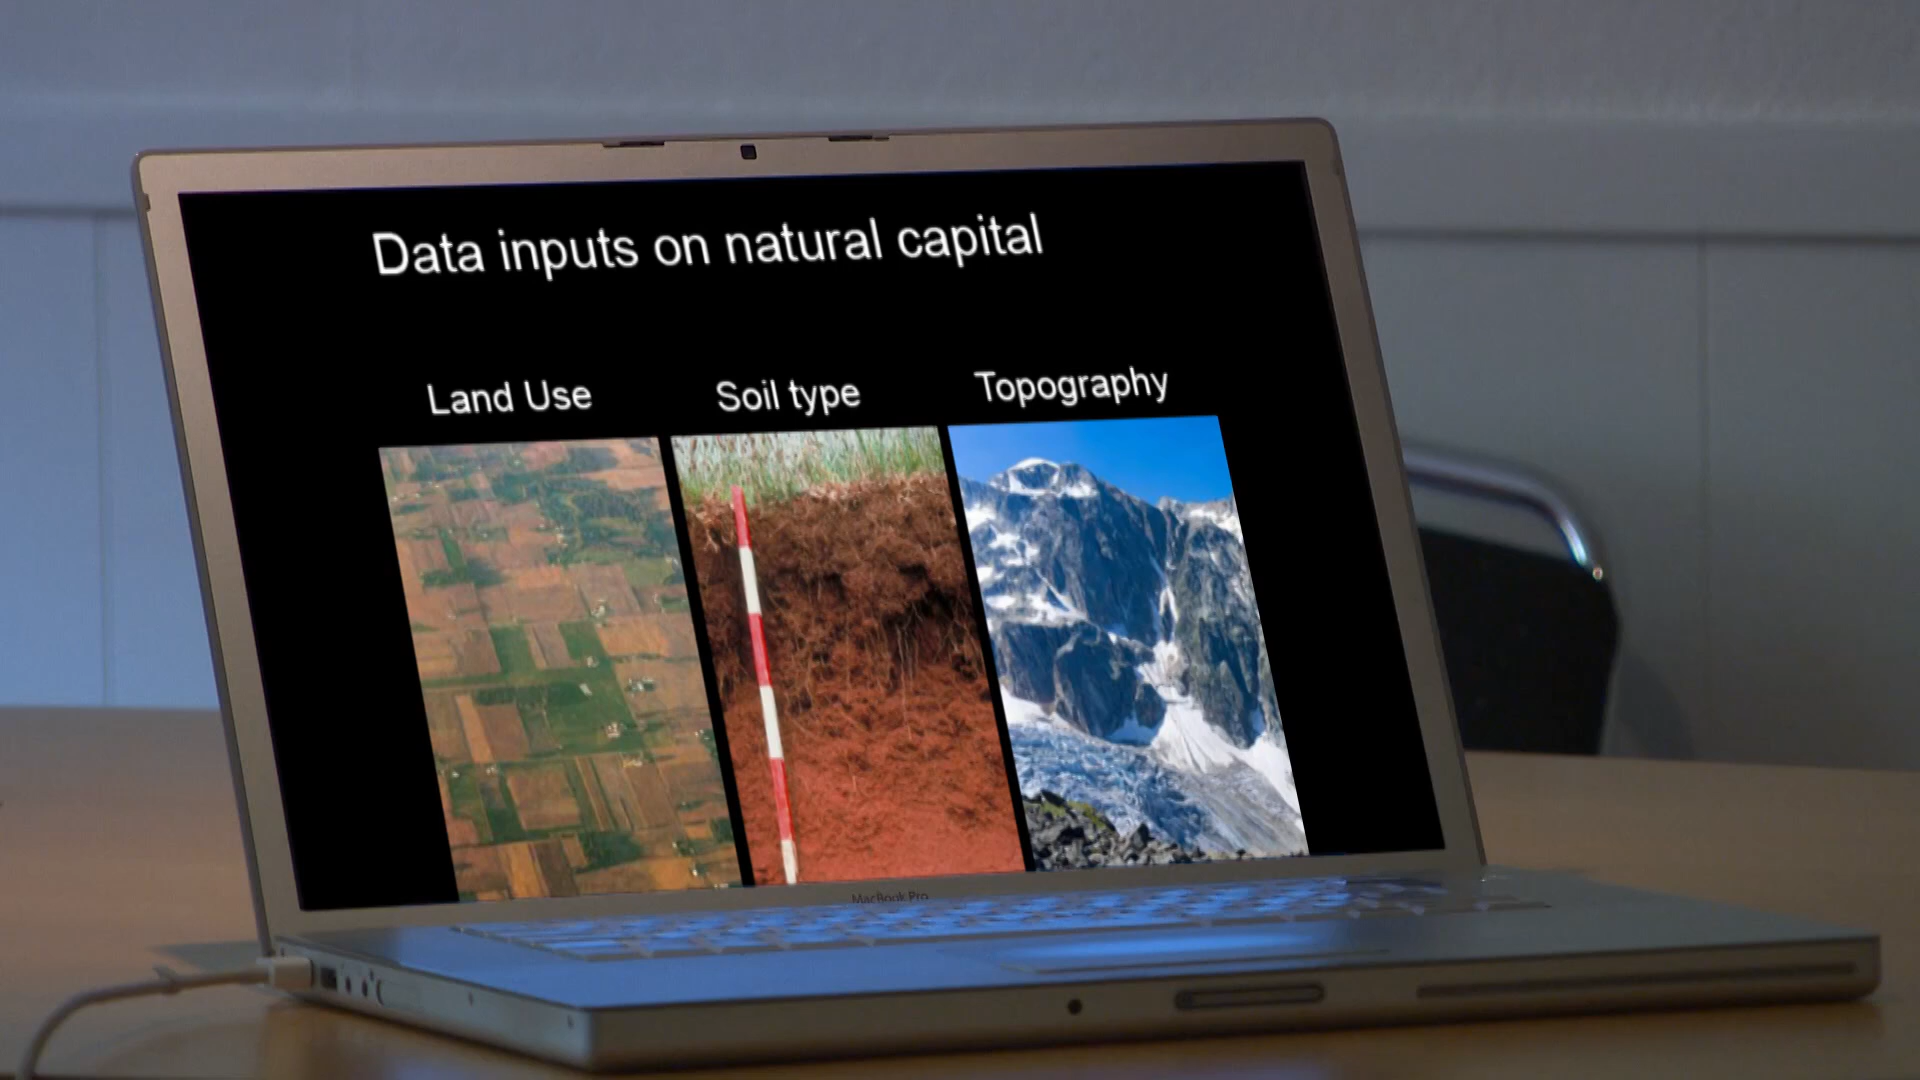 Data inputs on natural capital
Land Use
Soil type
Topography
MacBook Pro